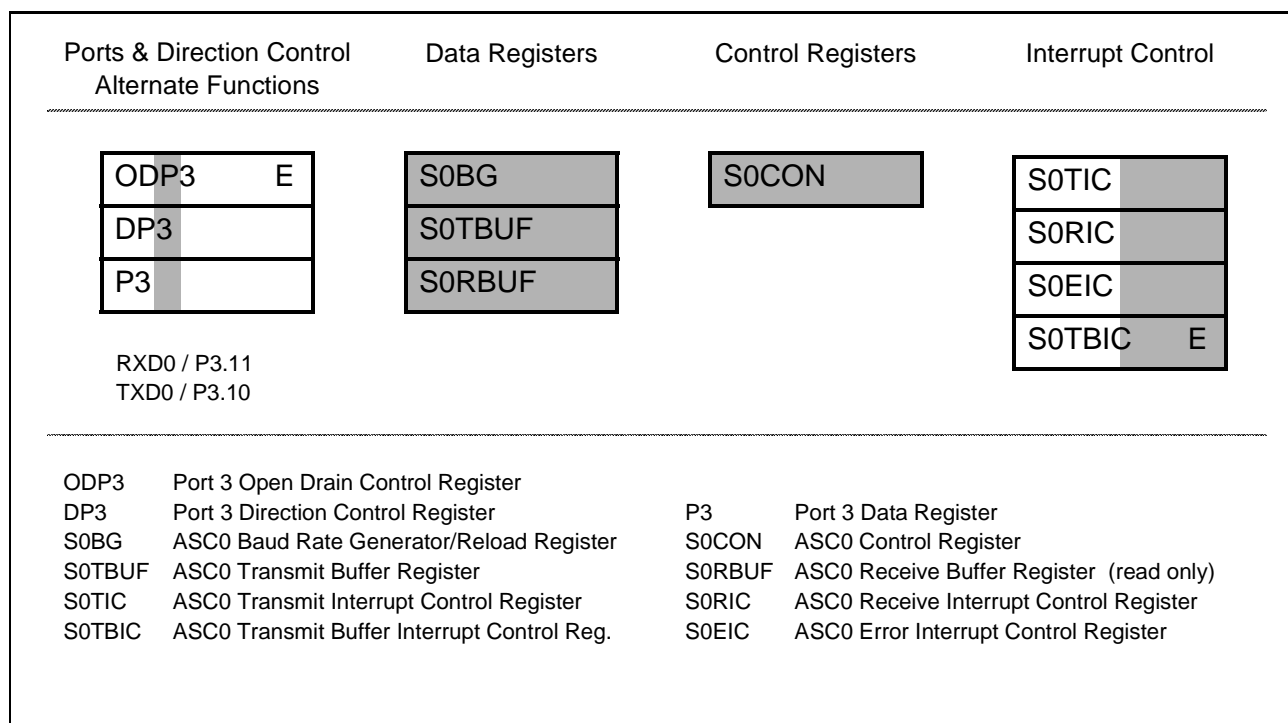 Ports & Direction Control
Alternate Functions
Data Registers
Control Registers
Interrupt Control
ODP3 E
DP3
P3
RXD0 / P3.11
TXD0 / P3.10
S0BG
S0TBUF
S0RBUF
S0CON
S0TIC
S0RIC
S0EIC
S0TBIC E
ODP3 Port 3 Open Drain Control Register
DP3 Port 3 Direction Control Register
S0BG ASC0 Baud Rate Generator/Reload Register
S0TBUF ASC0 Transmit Buffer Register
S0TIC ASC0 Transmit Interrupt Control Register
S0TBIC ASC0 Transmit Buffer Interrupt Control Reg.
P3 Port 3 Data Register
S0CON ASC0 Control Register
S0RBUF ASC0 Receive Buffer Register (read only)
S0RIC ASC0 Receive Interrupt Control Register
S0EIC ASC0 Error Interrupt Control Register